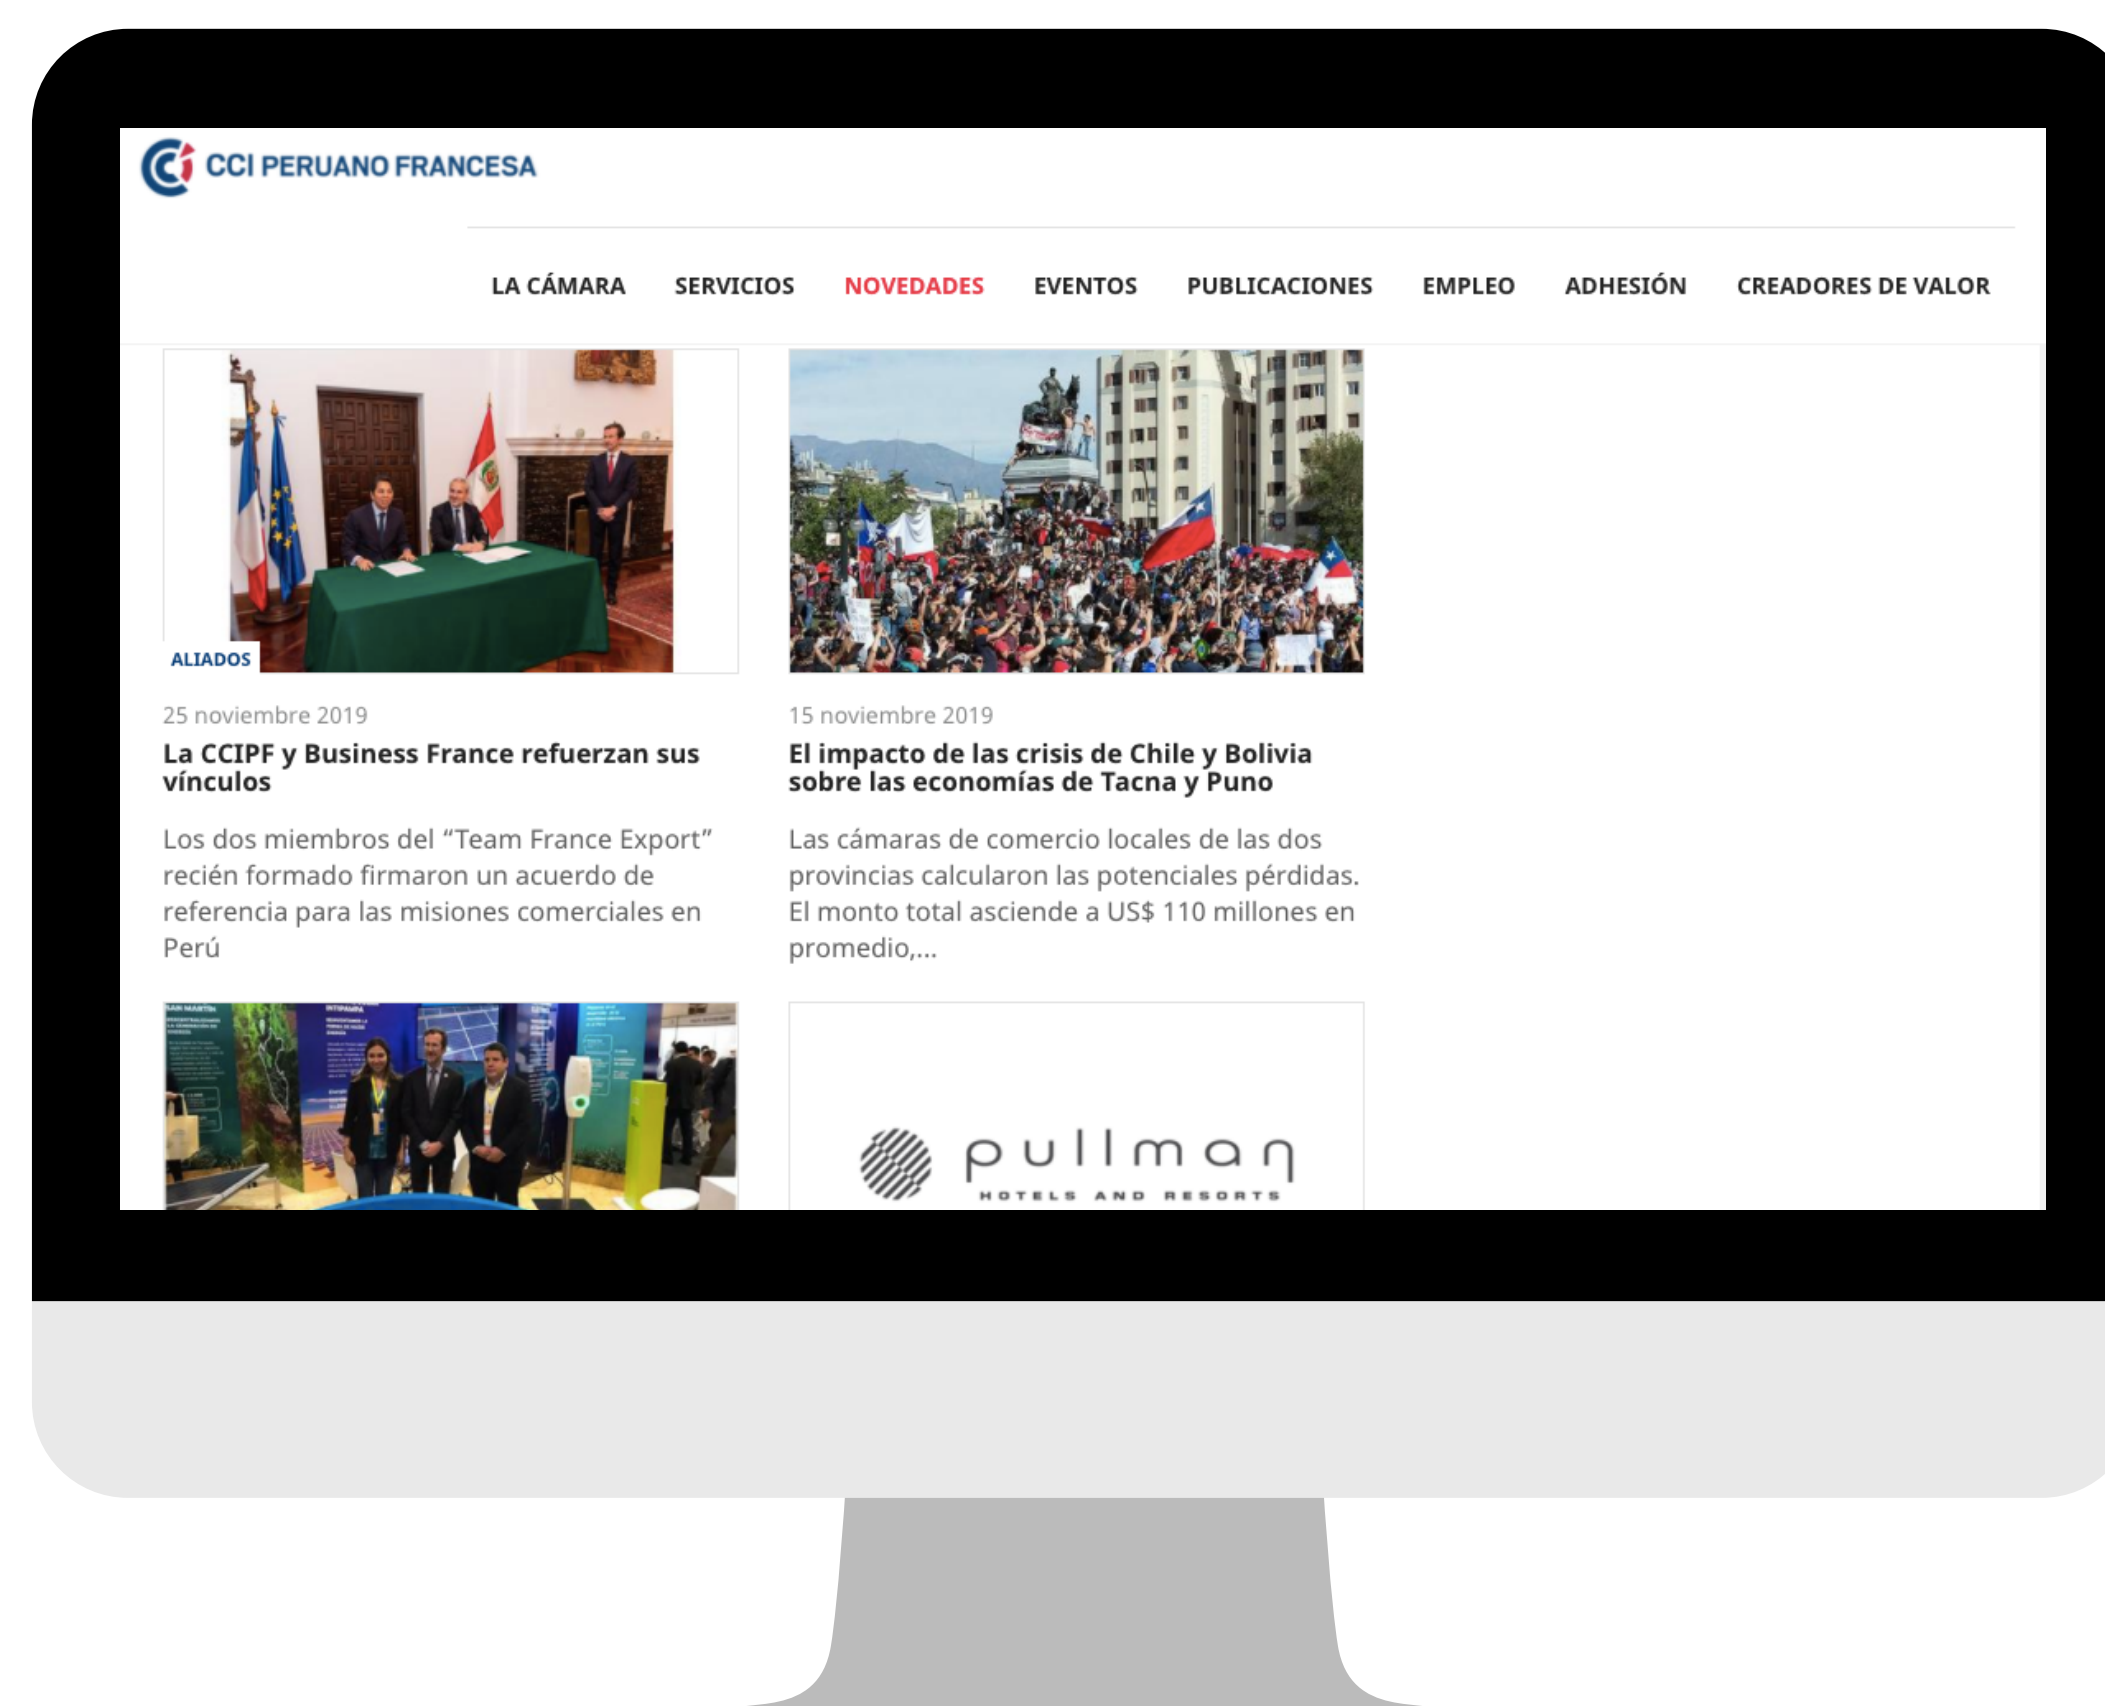 CCI PERUANO FRANCESA
LA CÁMARA SERVICIOS NOVEDADES EVENTOS PUBLICACIONES EMPLEO ADHESIÓN CREADORES DE VALOR
ALIADOS
25 noviembre 2019
La CCIPF y Business France refuerzan sus
vínculos
Los dos miembros del “Team France Export”
recién formado firmaron un acuerdo de
referencia para las misiones comerciales en
Perú
15 noviembre 2019
El impacto de las crisis de Chile y Bolivia
sobre las economías de Tacna y Puno
Las cámaras de comercio locales de las dos
provincias calcularon las potenciales pérdidas.
El monto total asciende a US$ 110 millones en
promedio,...
SAN MARTÍN
INTIPAMPA
pullman
HOTELS AND RESORTS